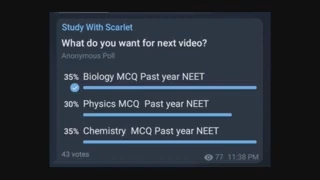 Study With Scarlet
What do you want for next video?
Anonymous Poll
35% Biology MCQ Past year NEET
30% Physics MCQ Past year NEET
35% Chemistry MCQ Past year NEET
43 votes
77 11:38 PM